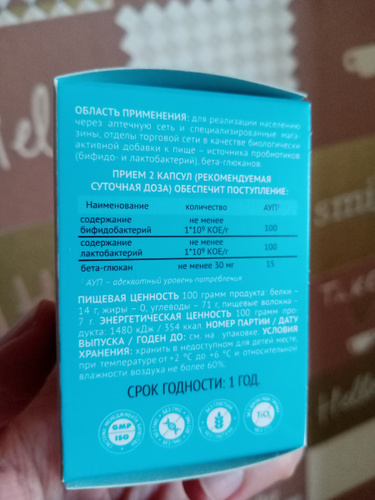 ОБЛАСТЬ ПРИМЕНЕНИЯ: для реализации населению
через аптечную сеть и специализированные мага-
зины, отделы торговой сети в качестве биологически
активной добавки к пище – источника пробиотиков
(бифидо- и лактобактерий), бета-глюканов.
ПРИЕМ 2 КАПСУЛ (РЕКОМЕНДУЕМАЯ
СУТОЧНАЯ ДОЗА) ОБЕСПЕЧИТ ПОСТУПЛЕНИЕ:
Наименование количество АУП¹
содержание бифидобактерий не менее 1*10⁹ КОЕ/г 100
содержание лактобактерий не менее 1*10⁹ КОЕ/г 100
бета-глюкан не менее 30 мг 15
¹ АУП – адекватный уровень потребления
ПИЩЕВАЯ ЦЕННОСТЬ 100 грамм продукта: белки –
14 г, жиры – 0, углеводы – 71 г, пищевые волокна –
7 г. ЭНЕРГЕТИЧЕСКАЯ ЦЕННОСТЬ 100 грамм про-
дукта: 1480 кДж / 354 ккал. НОМЕР ПАРТИИ / ДАТУ
ВЫПУСКА / ГОДЕН ДО: см. на упаковке. УСЛОВИЯ
ХРАНЕНИЯ: хранить в недоступном для детей месте,
при температуре от +2 °С до +6 °С и относительной
влажности воздуха не более 60%.
СРОК ГОДНОСТИ: 1 ГОД.
GMP
ISO
TiO₂